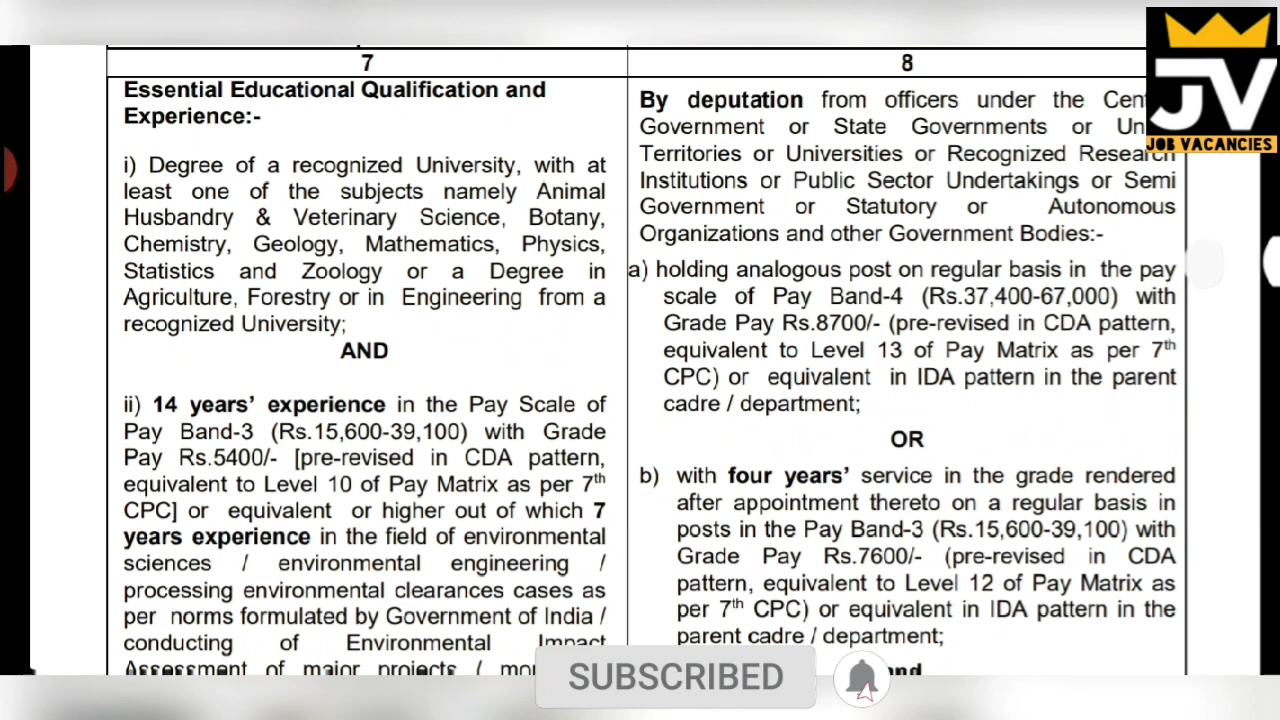 7
Essential Educational Qualification and
Experience:-
i) Degree of a recognized University, with at
least one of the subjects namely Animal
Husbandry & Veterinary Science, Botany,
Chemistry, Geology, Mathematics, Physics,
Statistics and Zoology or a Degree in
Agriculture, Forestry or in Engineering from a
recognized University;
AND
ii) 14 years' experience in the Pay Scale of
Pay Band-3 (Rs.15,600-39,100) with Grade
Pay Rs.5400/- [pre-revised in CDA pattern,
equivalent to Level 10 of Pay Matrix as per 7th
CPC] or equivalent or higher out of which 7
years experience in the field of environmental
sciences / environmental engineering /
processing environmental clearances cases as
per norms formulated by Government of India /
conducting of Environmental Impact
Assessment of major projects /
8
By deputation from officers under the
Government or State Governments or
Territories or Universities or Recognized Research
Institutions or Public Sector Undertakings or Semi
Government or Statutory or Autonomous
Organizations and other Government Bodies:-
a) holding analogous post on regular basis in the pay
scale of Pay Band-4 (Rs.37,400-67,000) with
Grade Pay Rs.8700/- (pre-revised in CDA pattern,
equivalent to Level 13 of Pay Matrix as per 7th
CPC) or equivalent in IDA pattern in the parent
cadre / department;
OR
b) with four years' service in the grade rendered
after appointment thereto on a regular basis in
posts in the Pay Band-3 (Rs.15,600-39,100) with
Grade Pay Rs.7600/- (pre-revised in CDA
pattern, equivalent to Level 12 of Pay Matrix as
per 7th CPC) or equivalent in IDA pattern in the
parent cadre / department;
JV
JOB VACANCIES
SUBSCRIBED